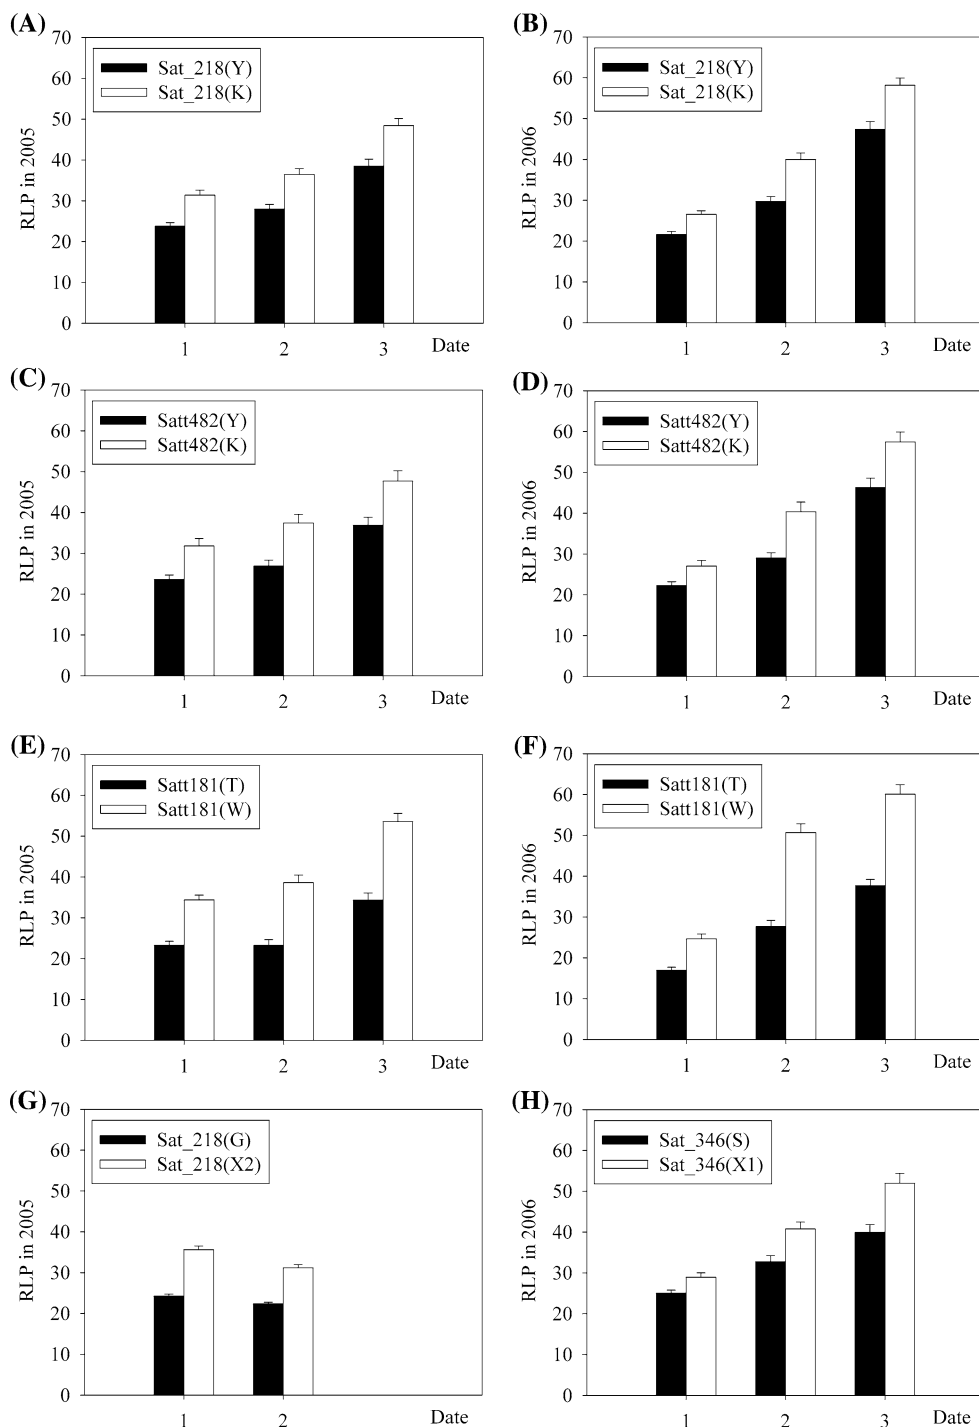 (A)
70
60
50
40
30
20
10
0
RLP in 2005
Sat_218(Y)
Sat_218(K)
1 2 3 Date
(B)
70
60
50
40
30
20
10
0
RLP in 2006
Sat_218(Y)
Sat_218(K)
1 2 3 Date
(C)
70
60
50
40
30
20
10
0
RLP in 2005
Satt482(Y)
Satt482(K)
1 2 3 Date
(D)
70
60
50
40
30
20
10
0
RLP in 2006
Satt482(Y)
Satt482(K)
1 2 3 Date
(E)
70
60
50
40
30
20
10
0
RLP in 2005
Satt181(T)
Satt181(W)
1 2 3 Date
(F)
70
60
50
40
30
20
10
0
RLP in 2006
Satt181(T)
Satt181(W)
1 2 3 Date
(G)
70
60
50
40
30
20
10
0
RLP in 2005
Sat_218(G)
Sat_218(X2)
1 2 Date
(H)
70
60
50
40
30
20
10
0
RLP in 2006
Sat_346(S)
Sat_346(X1)
1 2 3 Date